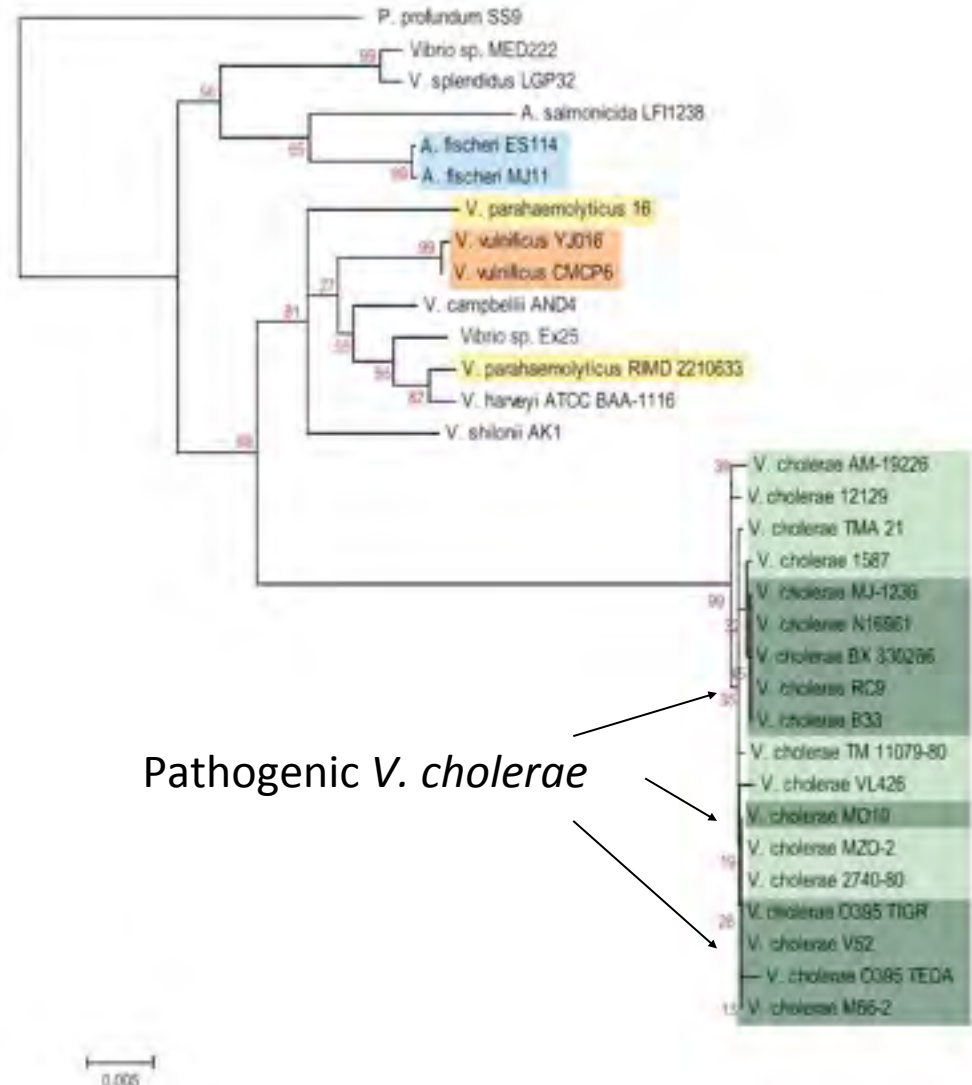 P. profundum SS9
Vibrio sp. MED222
99
V. splendidus LGP32
A. salmonicida LFI1238
A. fischeri ES114
A. fischeri MJ11
V. parahaemolyticus 16
V. vulnificus YJ016
99
V. vulnificus CMCP6
27
V. campbellii AND4
81
Vibrio sp. Ex25
V. parahaemolyticus RIMD 2210633
V. harveyi ATCC BAA-1116
V. shilonii AK1
V. cholerae AM-19226
V. cholerae 12129
V. cholerae TMA 21
V. cholerae 1587
V. cholerae MJ-1236
99
V. cholerae N16961
V. cholerae BX 330286
V. cholerae RC9
V. cholerae B33
V. cholerae TM 11079-80
Pathogenic V. cholerae
V. cholerae VL426
V. cholerae MO10
V. cholerae MZO-2
19
V. cholerae 2740-80
V. cholerae O395 TIGR
V. cholerae V52
V. cholerae O395 TEDA
V. cholerae M66-2
0.005